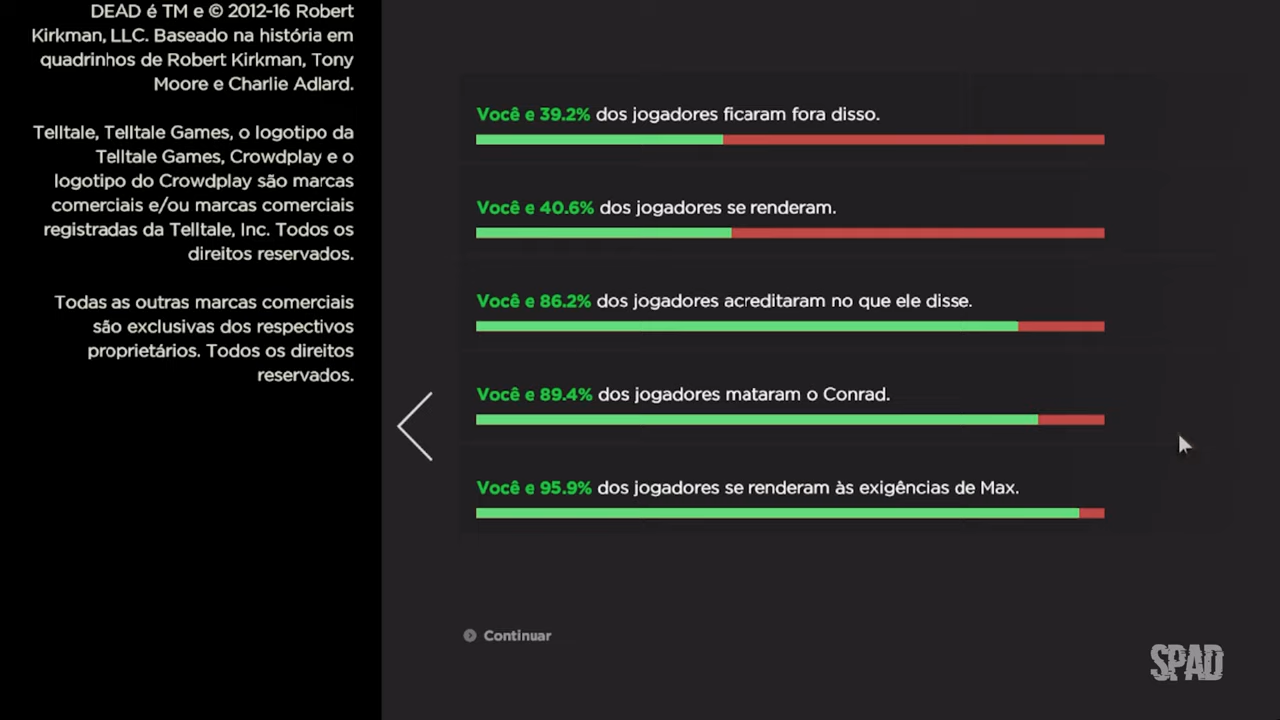 DEAD é TM e © 2012-16 Robert
Kirkman, LLC. Baseado na história em
quadrinhos de Robert Kirkman, Tony
Moore e Charlie Adlard.
Telltale, Telltale Games, o logotipo da
Telltale Games, Crowdplay e o
logotipo do Crowdplay são marcas
comerciais e/ou marcas comerciais
registradas da Telltale, Inc. Todos os
direitos reservados.
Todas as outras marcas comerciais
são exclusivas dos respectivos
proprietários. Todos os direitos
reservados.
Você e 39.2% dos jogadores ficaram fora disso.
Você e 40.6% dos jogadores se renderam.
Você e 86.2% dos jogadores acreditaram no que ele disse.
Você e 89.4% dos jogadores mataram o Conrad.
Você e 95.9% dos jogadores se renderam às exigências de Max.
Continuar
SPAD